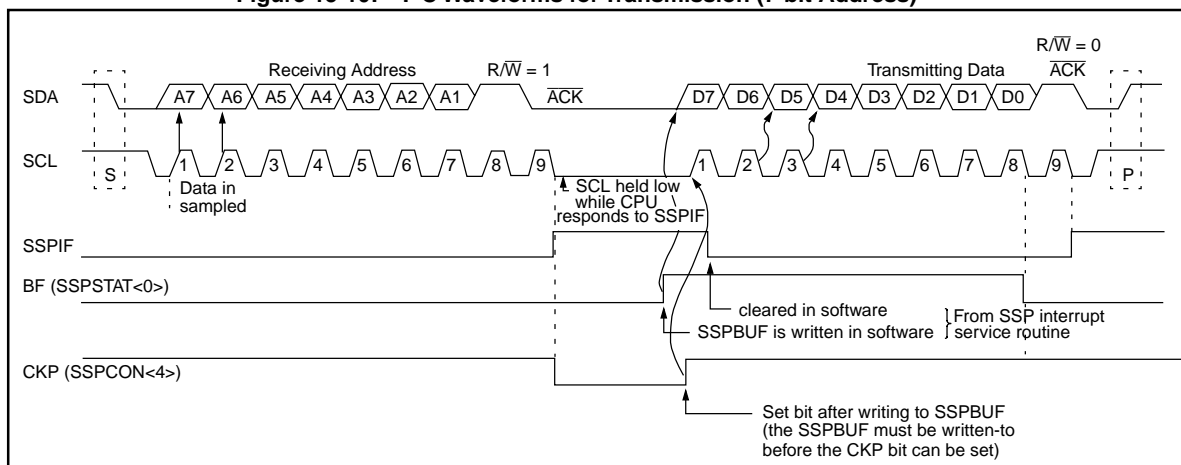 R/W = 0
Receiving Address
R/W = 1
Transmitting Data
ACK
SDA
A7 A6 A5 A4 A3 A2 A1
ACK
D7 D6 D5 D4 D3 D2 D1 D0
SCL
S
1 2 3 4 5 6 7 8 9
1 2 3 4 5 6 7 8 9
P
Data in
sampled
SCL held low
while CPU
responds to SSPIF
SSPIF
BF (SSPSTAT<0>)
cleared in software
SSPBUF is written in software
From SSP interrupt
service routine
CKP (SSPCON<4>)
Set bit after writing to SSPBUF
(the SSPBUF must be written-to
before the CKP bit can be set)